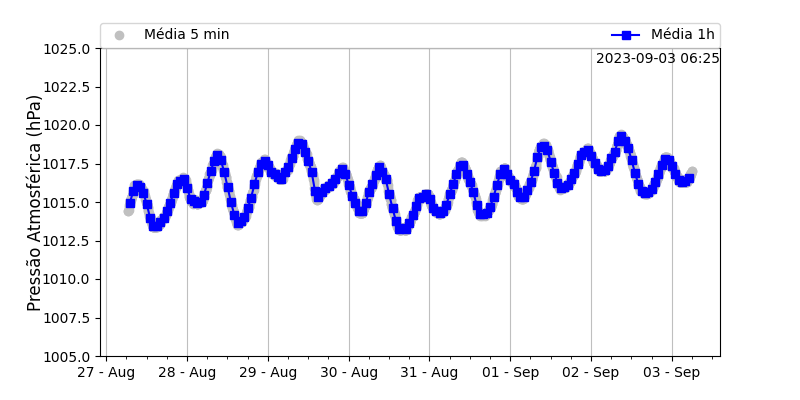 Média 5 min
Média 1h
2023-09-03 06:25
Pressão Atmosférica (hPa)
1025.0
1022.5
1020.0
1017.5
1015.0
1012.5
1010.0
1007.5
1005.0
27 - Aug
28 - Aug
29 - Aug
30 - Aug
31 - Aug
01 - Sep
02 - Sep
03 - Sep